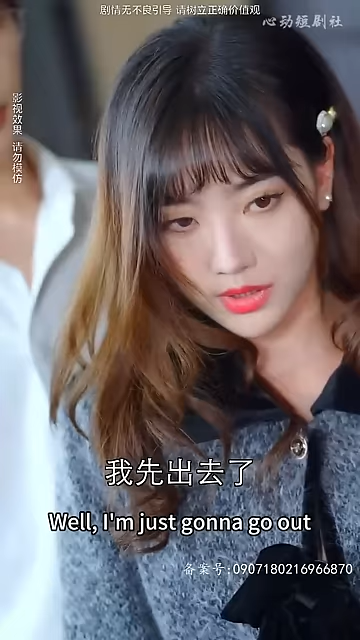 剧情无不良引导 请树立正确价值观
心动短剧社
影视效果 请勿模仿
我先出去了
Well, I'm just gonna go out
备案号:0907180216966870